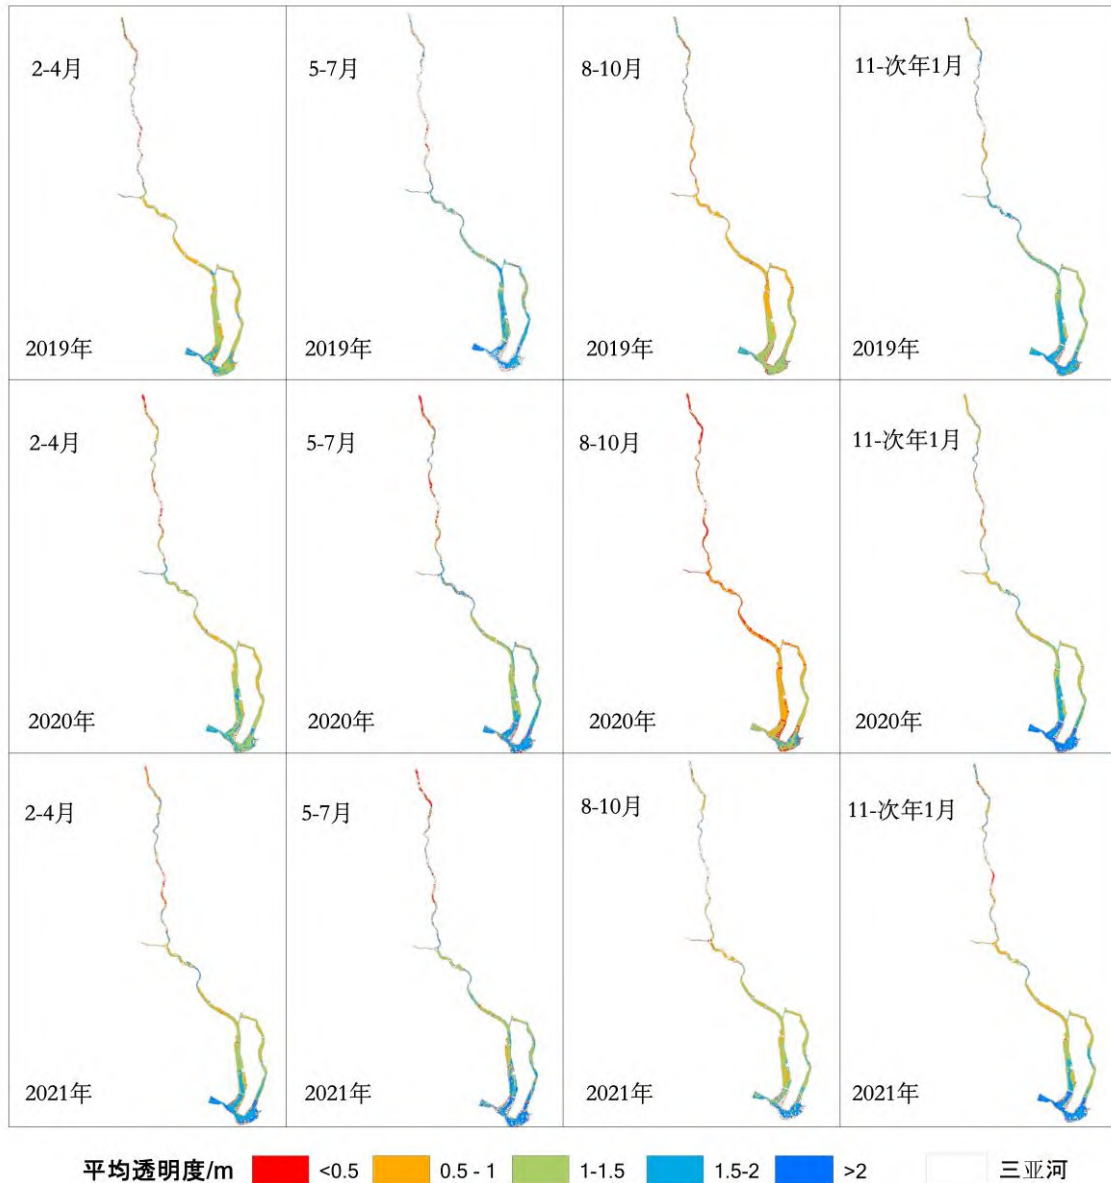 2-4月
5-7月
8-10月
11-次年1月
2019年
2019年
2019年
2019年
2-4月
5-7月
8-10月
11-次年1月
2020年
2020年
2020年
2020年
2-4月
5-7月
8-10月
11-次年1月
2021年
2021年
2021年
2021年
平均透明度/m <0.5 0.5 - 1 1-1.5 1.5-2 >2 三亚河